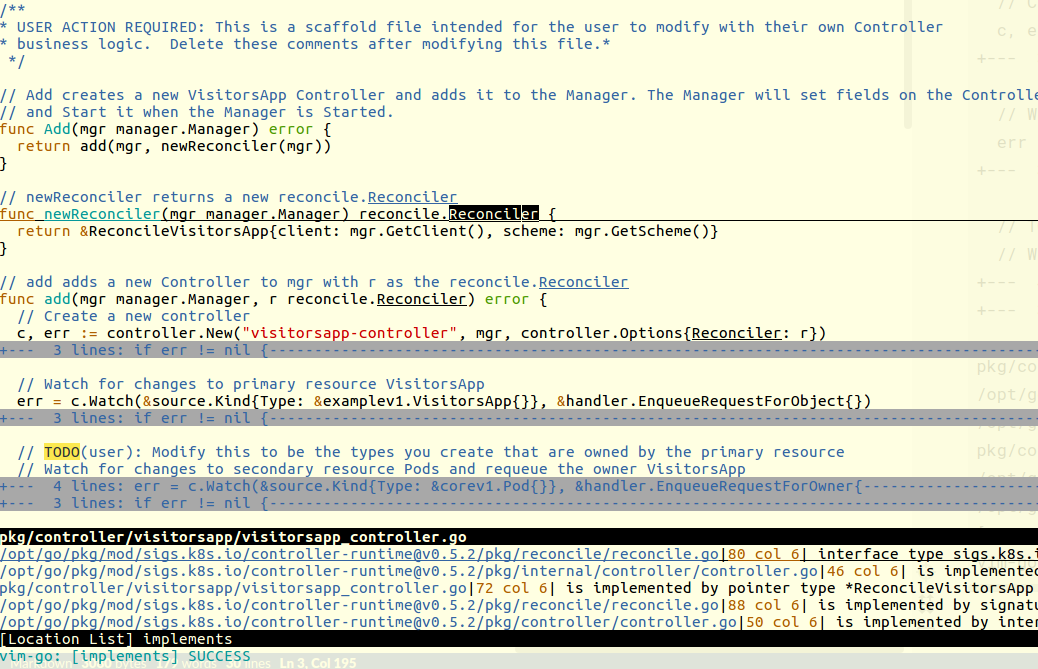 /**
* USER ACTION REQUIRED: This is a scaffold file intended for the user to modify with their own Controller
* business logic.  Delete these comments after modifying this file.*
 */
// Add creates a new VisitorsApp Controller and adds it to the Manager. The Manager will set fields on the Controlle
// and Start it when the Manager is Started.
func Add(mgr manager.Manager) error {
  return add(mgr, newReconciler(mgr))
}
// newReconciler returns a new reconcile.Reconciler
func newReconciler(mgr manager.Manager) reconcile.Reconciler {
  return &ReconcileVisitorsApp{client: mgr.GetClient(), scheme: mgr.GetScheme()}
}
// add adds a new Controller to mgr with r as the reconcile.Reconciler
func add(mgr manager.Manager, r reconcile.Reconciler) error {
  // Create a new controller
  c, err := controller.New("visitorsapp-controller", mgr, controller.Options{Reconciler: r})
+---  3 lines: if err != nil {--------------------------------------------------------------------------------------
  // Watch for changes to primary resource VisitorsApp
  err = c.Watch(&source.Kind{Type: &examplev1.VisitorsApp{}}, &handler.EnqueueRequestForObject{})
+---  3 lines: if err != nil {--------------------------------------------------------------------------------------
  // TODO(user): Modify this to be the types you create that are owned by the primary resource
  // Watch for changes to secondary resource Pods and requeue the owner VisitorsApp
+---  4 lines: err = c.Watch(&source.Kind{Type: &corev1.Pod{}}, &handler.EnqueueRequestForOwner{--------------------
+---  3 lines: if err != nil {--------------------------------------------------------------------------------------
pkg/controller/visitorsapp/visitorsapp_controller.go
/opt/go/pkg/mod/sigs.k8s.io/controller-runtime@v0.5.2/pkg/reconcile/reconcile.go|80 col 6| interface type sigs.k8s.i
/opt/go/pkg/mod/sigs.k8s.io/controller-runtime@v0.5.2/pkg/internal/controller/controller.go|46 col 6| is implemented
pkg/controller/visitorsapp/visitorsapp_controller.go|72 col 6| is implemented by pointer type *ReconcileVisitorsApp
/opt/go/pkg/mod/sigs.k8s.io/controller-runtime@v0.5.2/pkg/reconcile/reconcile.go|88 col 6| is implemented by signatu
/opt/go/pkg/mod/sigs.k8s.io/controller-runtime@v0.5.2/pkg/controller/controller.go|50 col 6| is implemented by inter
[Location List] implements
vim-go: [implements] SUCCESS
Ln 3, Col 195